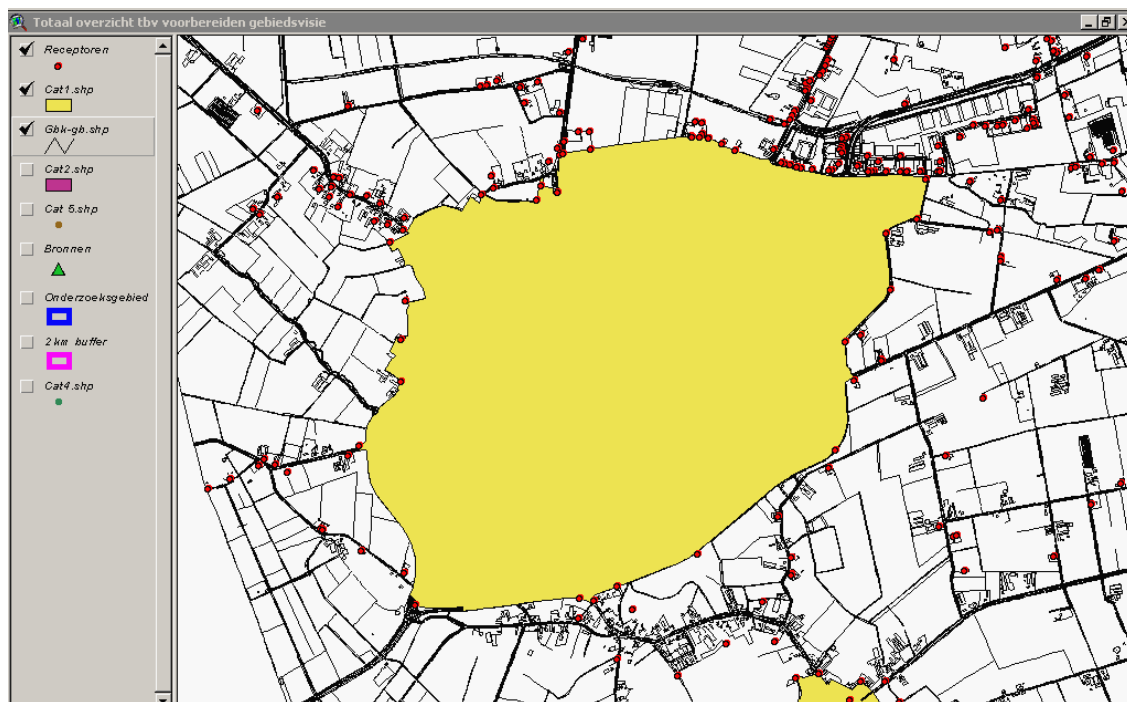 Totaal overzicht tbv voorbereiden gebiedsvisie
Receptoren
Cat1.shp
Gbk-gb.shp
Cat2.shp
Cat 5.shp
Bronnen
Onderzoeksgebied
2 km buffer
Cat4.shp